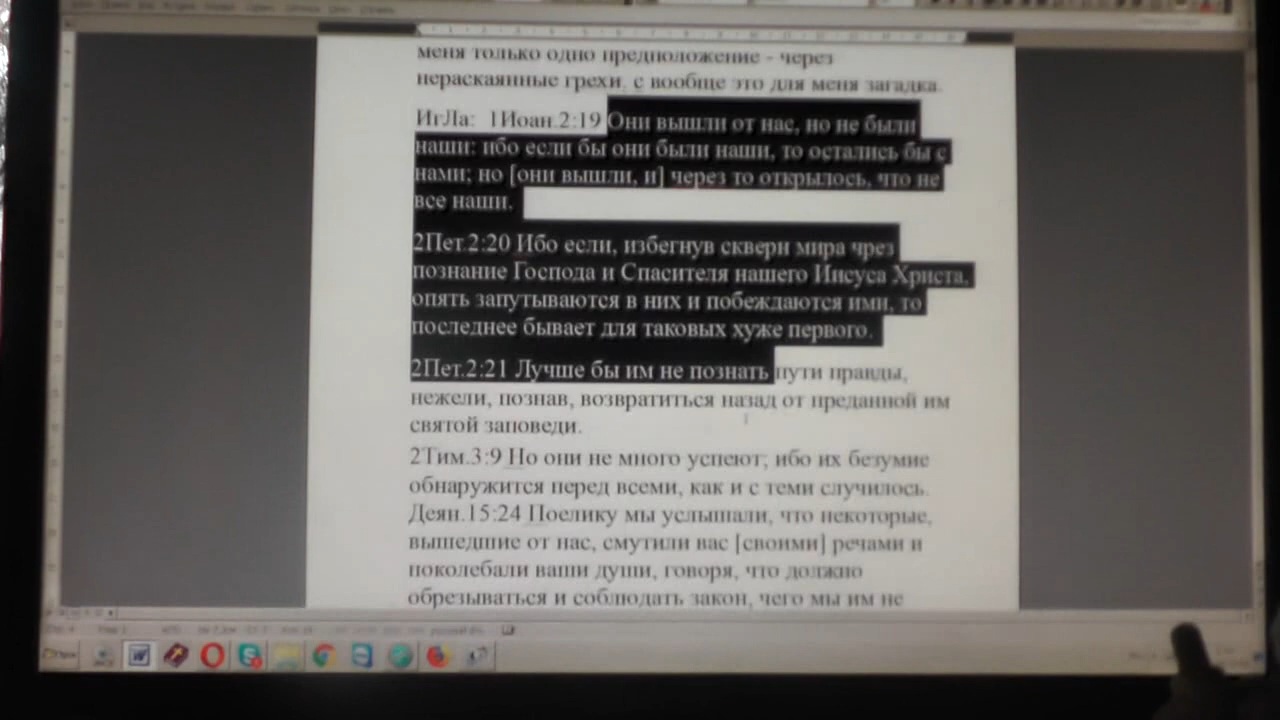 меня только одно предположение - через
нераскаянные грехи, с вообще это для меня загадка.
ИгЛа: 1Иоан.2:19 Они вышли от нас, но не были
наши: ибо если бы они были наши, то остались бы с
нами; но [они вышли, и] через то открылось, что не
все наши.
2Пет.2:20 Ибо если, избегнув скверн мира чрез
познание Господа и Спасителя нашего Иисуса Христа,
опять запутываются в них и побеждаются ими, то
последнее бывает для таковых хуже первого.
2Пет.2:21 Лучше бы им не познать пути правды,
нежели, познав, возвратиться назад от преданной им
святой заповеди.
2Тим.3:9 Но они не много успеют; ибо их безумие
обнаружится перед всеми, как и с теми случилось.
Деян.15:24 Поелику мы услышали, что некоторые,
вышедшие от нас, смутили вас [своими] речами и
поколебали ваши души, говоря, что должно
обрезываться и соблюдать закон, чего мы им не